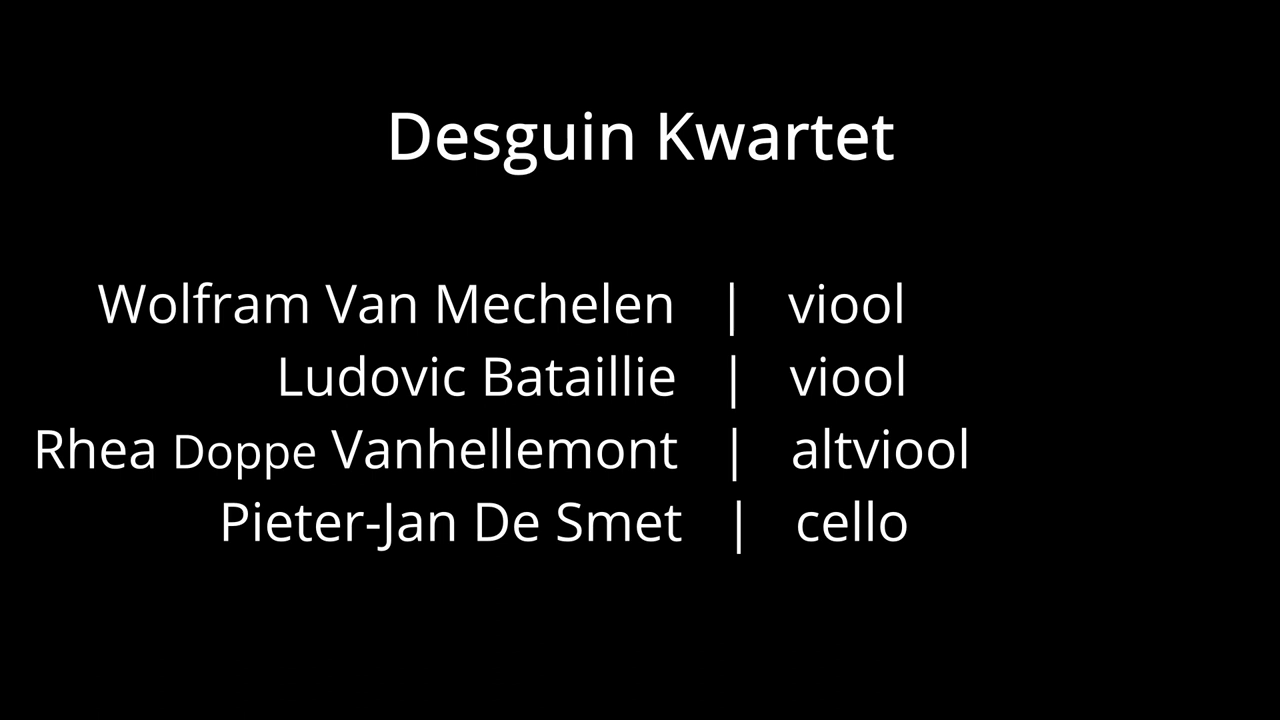 Desguin Kwartet
Wolfram Van Mechelen | viool
Ludovic Bataillie | viool
Rhea Doppe Vanhellemont | altviool
Pieter-Jan De Smet | cello